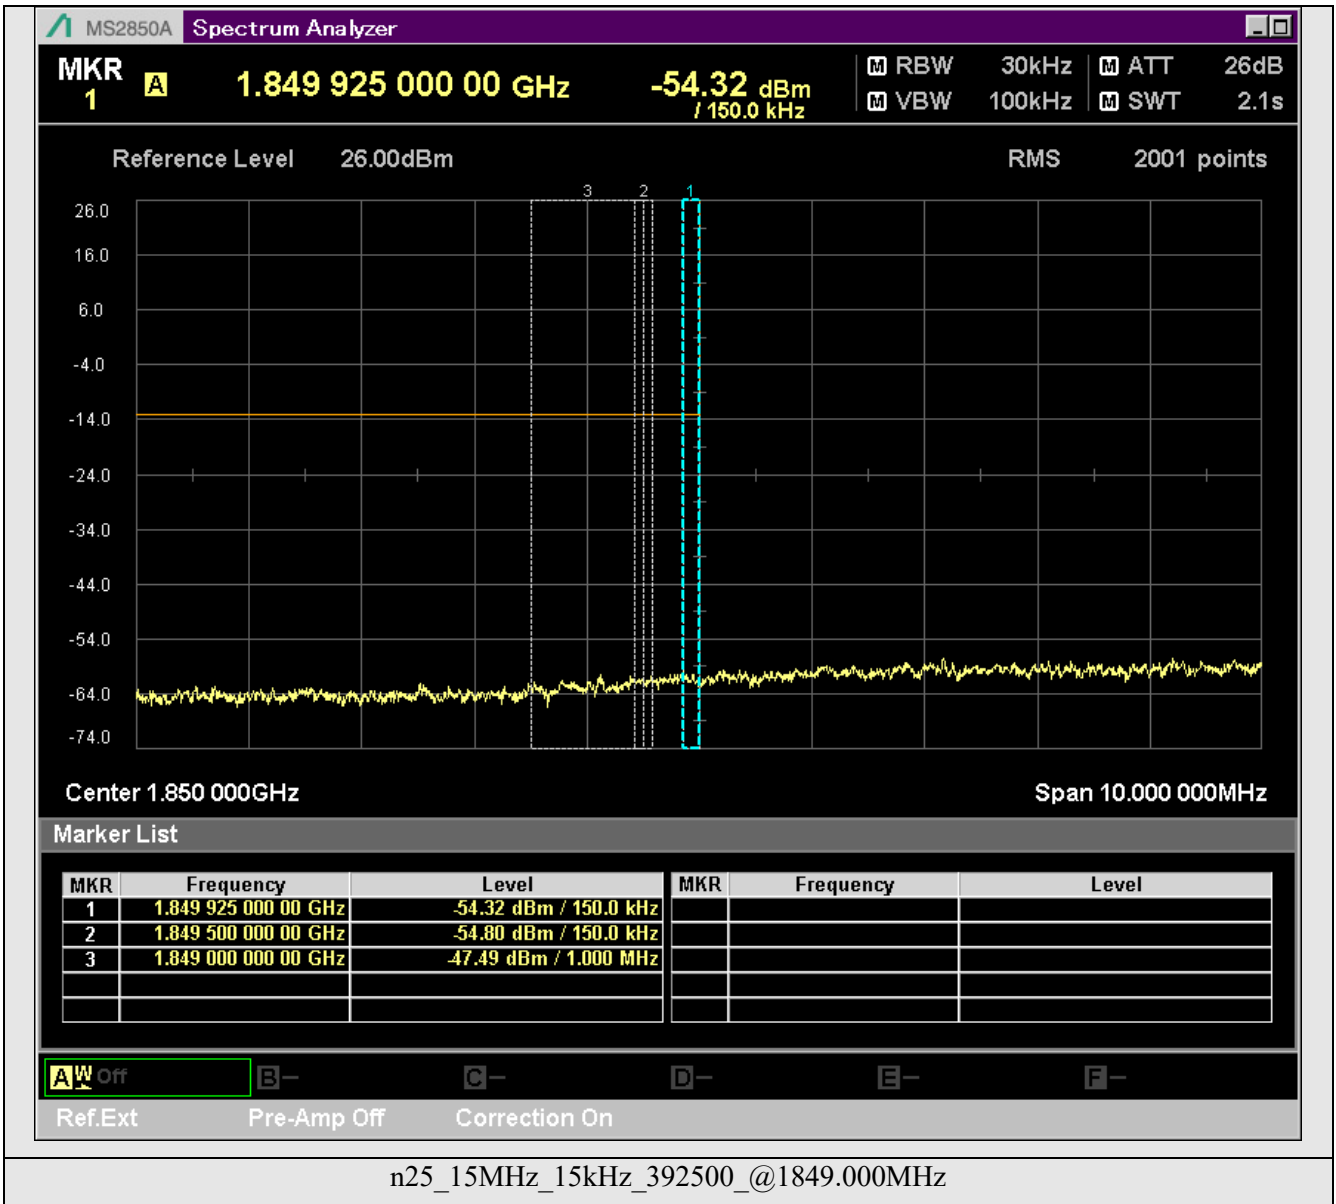 MS2850A Spectrum Analyzer
MKR 1 A 1.849 925 000 00 GHz -54.32 dBm / 150.0 kHz
M RBW 30kHz M ATT 26dB
M VBW 100kHz M SWT 2.1s
Reference Level 26.00dBm RMS 2001 points
3 2 1
26.0
16.0
6.0
-4.0
-14.0
-24.0
-34.0
-44.0
-54.0
-64.0
-74.0
Center 1.850 000GHz Span 10.000 000MHz
Marker List
MKR Frequency Level MKR Frequency Level
1 1.849 925 000 00 GHz -54.32 dBm / 150.0 kHz
2 1.849 500 000 00 GHz -54.80 dBm / 150.0 kHz
3 1.849 000 000 00 GHz -47.49 dBm / 1.000 MHz
A W Off B- C- D- E- F-
Ref.Ext Pre-Amp Off Correction On
n25_15MHz_15kHz_392500_@1849.000MHz